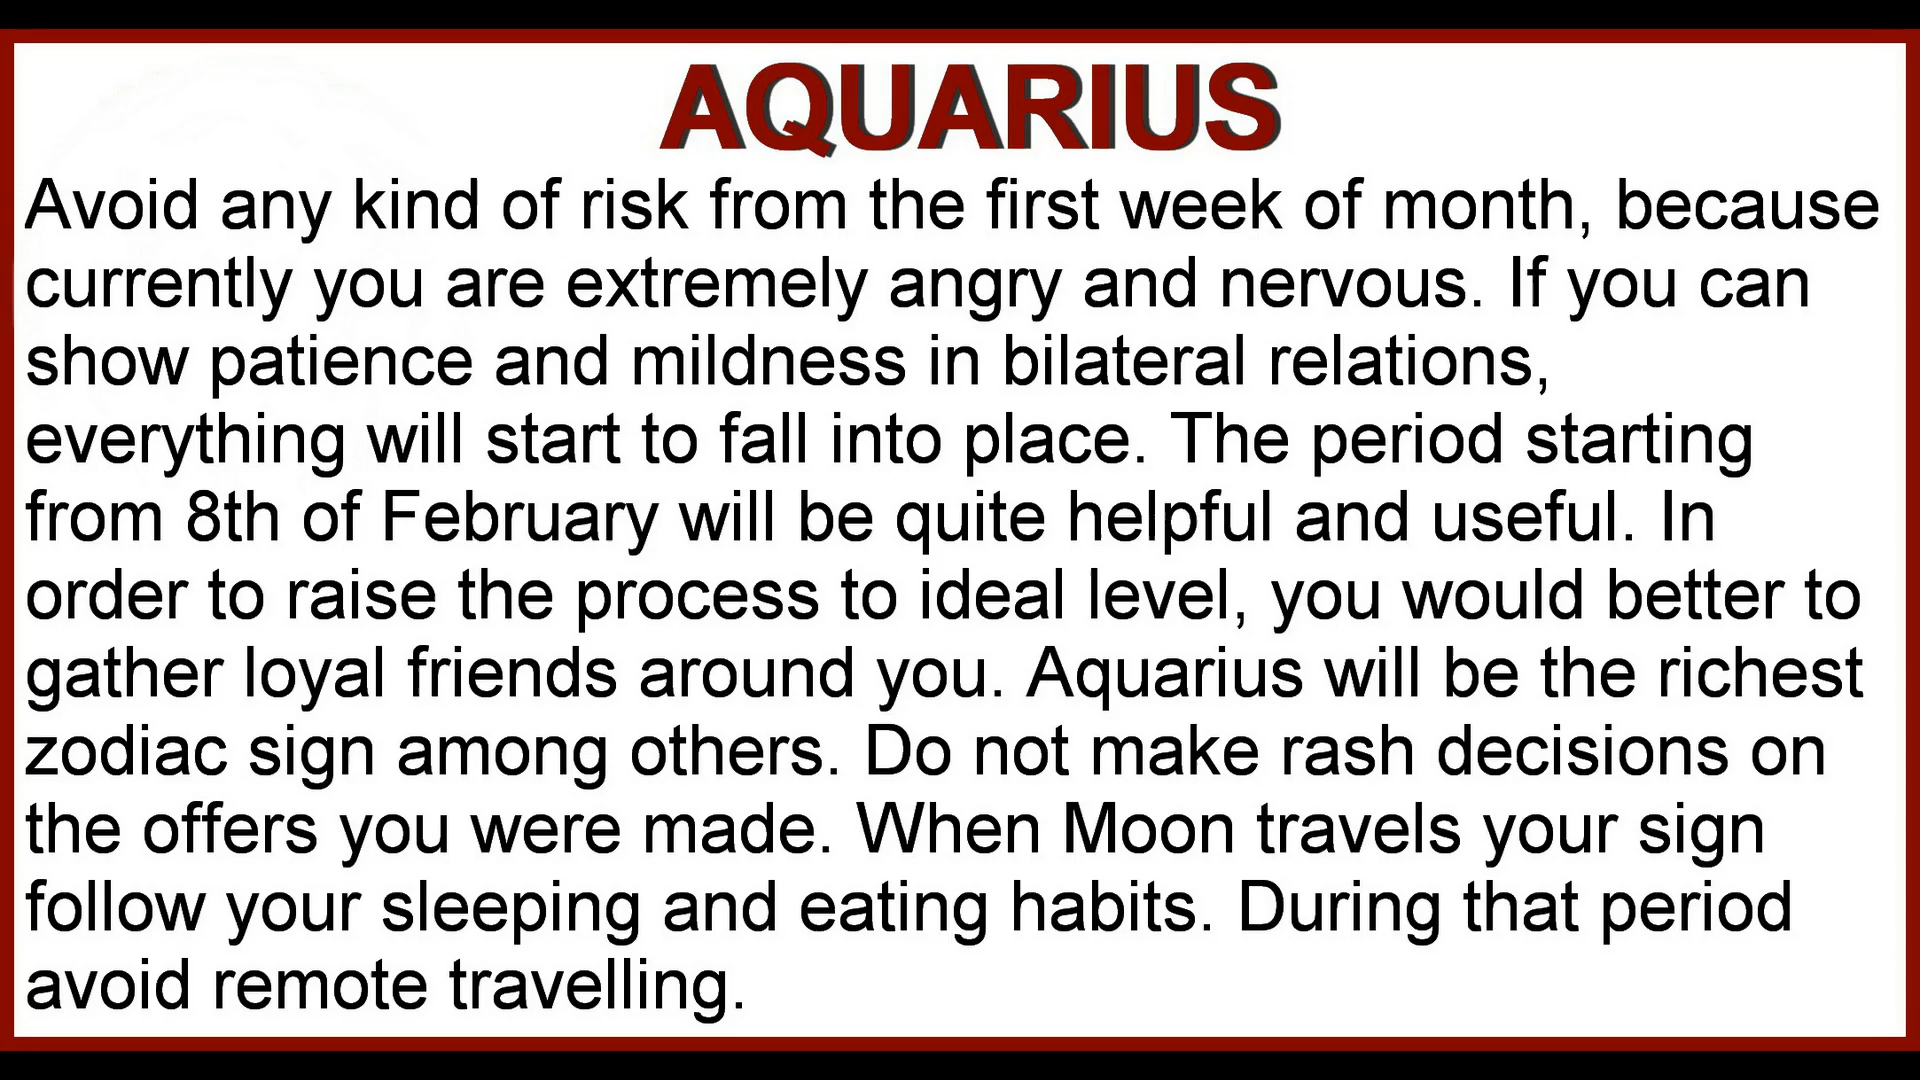 AQUARIUS
Avoid any kind of risk from the first week of month, because
currently you are extremely angry and nervous. If you can
show patience and mildness in bilateral relations,
everything will start to fall into place. The period starting
from 8th of February will be quite helpful and useful. In
order to raise the process to ideal level, you would better to
gather loyal friends around you. Aquarius will be the richest
zodiac sign among others. Do not make rash decisions on
the offers you were made. When Moon travels your sign
follow your sleeping and eating habits. During that period
avoid remote travelling.